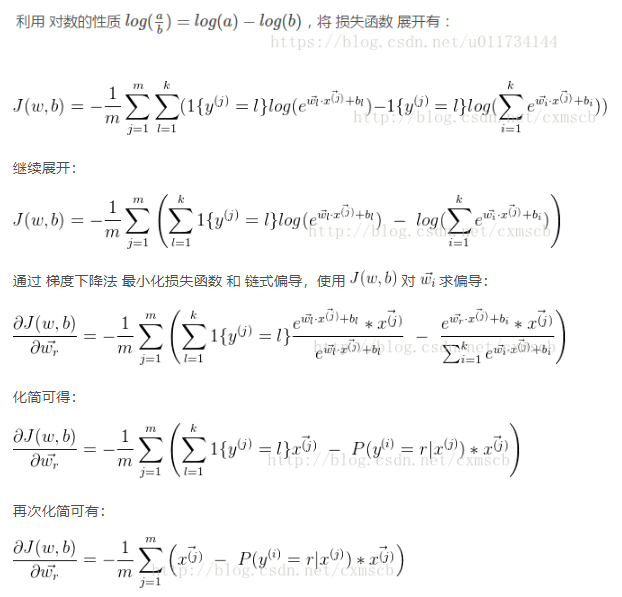 利用 对数的性质 $log(\frac{a}{b}) = log(a) - log(b)$ ，将 损失函数 展开有：
https://blog.csdn.net/u011734144
$J(w,b) = -\frac{1}{m}\sum_{j=1}^{m}\sum_{l=1}^{k}(1\{y^{(j)} = l\}log(e^{\vec{w_l}\cdot \vec{x^{(j)}}+b_l})-1\{y^{(j)} = l\}log(\sum_{i=1}^{k}e^{\vec{w_i}\cdot \vec{x^{(j)}}+b_i}))$
http://blog.csdn.net/cxmscb
继续展开：
$J(w,b) = -\frac{1}{m}\sum_{j=1}^{m}\left(\sum_{l=1}^{k}1\{y^{(j)} = l\}log(e^{\vec{w_l}\cdot \vec{x^{(j)}}+b_l}) \ - \ log(\sum_{i=1}^{k}e^{\vec{w_i}\cdot \vec{x^{(j)}}+b_i})\right)$
http://blog.csdn.net/cxmscb
通过 梯度下降法 最小化损失函数 和 链式偏导，使用 $J(w,b)$ 对 $\vec{w_i}$ 求偏导：
$\frac{\partial J(w,b)}{\partial \vec{w_r}} = -\frac{1}{m}\sum_{j=1}^{m}\left(\sum_{l=1}^{k}1\{y^{(j)} = l\}\frac{e^{\vec{w_l}\cdot \vec{x^{(j)}}+b_l} * \vec{x^{(j)}}}{e^{\vec{w_l}\cdot \vec{x^{(j)}}+b_l}} \ - \ \frac{e^{\vec{w_r}\cdot \vec{x^{(j)}}+b_i} * \vec{x^{(j)}}}{\sum_{i=1}^{k}e^{\vec{w_i}\cdot \vec{x^{(j)}}+b_i}}\right)$
http://blog.csdn.net/cxmscb
化简可得：
$\frac{\partial J(w,b)}{\partial \vec{w_r}} = -\frac{1}{m}\sum_{j=1}^{m}\left(\sum_{l=1}^{k}1\{y^{(j)} = l\}\vec{x^{(j)}} \ - \ P(y^{(i)} = r|x^{(j)}) * \vec{x^{(j)}}\right)$
http://blog.csdn.net/cxmscb
再次化简可有：
$\frac{\partial J(w,b)}{\partial \vec{w_r}} = -\frac{1}{m}\sum_{j=1}^{m}\left(\vec{x^{(j)}} \ - \ P(y^{(i)} = r|x^{(j)}) * \vec{x^{(j)}}\right)$
http://blog.csdn.net/cxmscb